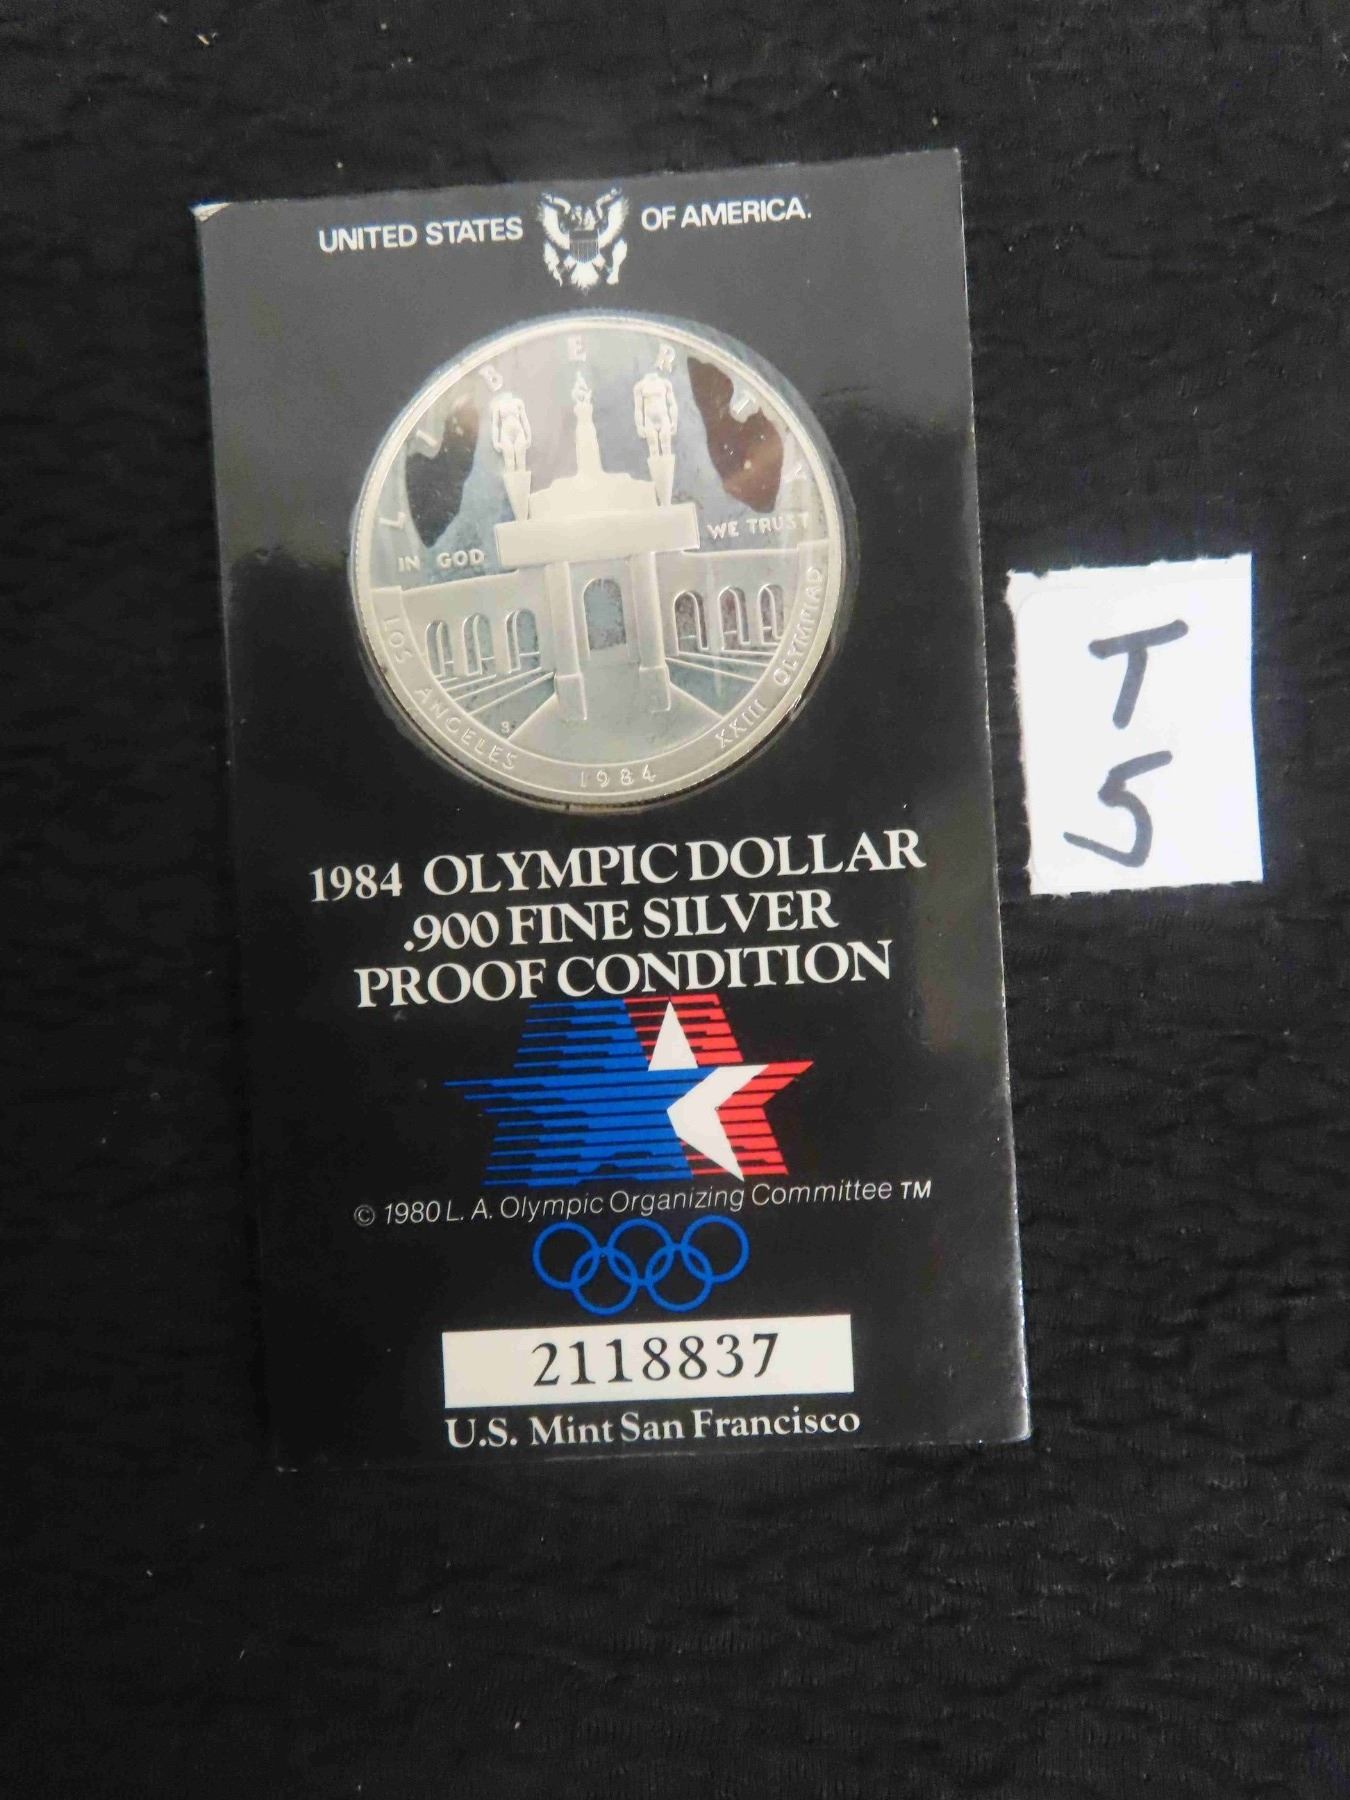 UNITED STATES OF AMERICA.
LIBERTY
IN GOD WE TRUST
LOS ANGELES 1984 XXIII OLYMPIAD
S
1984 OLYMPIC DOLLAR
.900 FINE SILVER
PROOF CONDITION
© 1980 L. A. Olympic Organizing Committee TM
2118837
U.S. Mint San Francisco
T
5